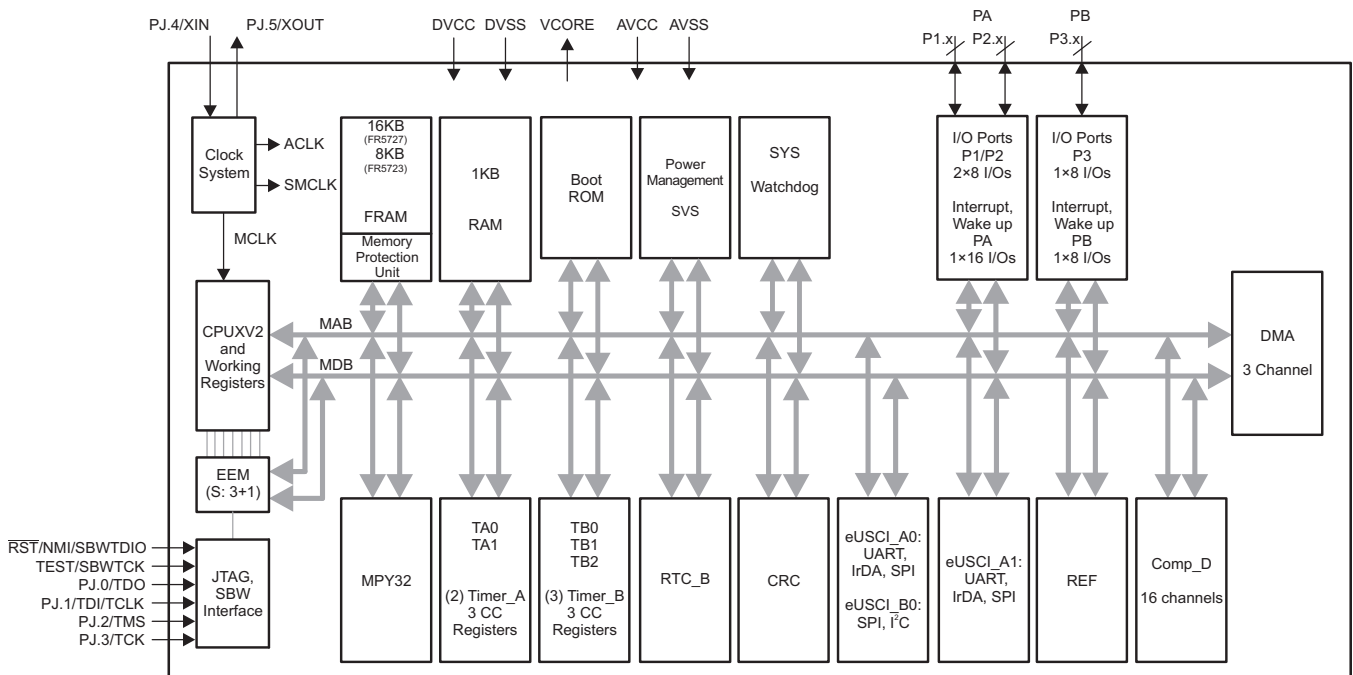 PJ.4/XIN
PJ.5/XOUT
DVCC
DVSS
VCORE
AVCC
AVSS
PA
P1.x
P2.x
PB
P3.x
Clock
System
ACLK
SMCLK
MCLK
16KB
(FR5727)
8KB
(FR5723)
FRAM
Memory
Protection
Unit
1KB
RAM
Boot
ROM
Power
Management
SVS
SYS
Watchdog
I/O Ports
P1/P2
2×8 I/Os
Interrupt,
Wake up
PA
1×16 I/Os
I/O Ports
P3
1×8 I/Os
Interrupt,
Wake up
PB
1×8 I/Os
CPUXV2
and
Working
Registers
MAB
MDB
DMA
3 Channel
EEM
(S: 3+1)
RST/NMI/SBWTDIO
TEST/SBWTCK
PJ.0/TDO
PJ.1/TDI/TCLK
PJ.2/TMS
PJ.3/TCK
JTAG,
SBW
Interface
MPY32
TA0
TA1
(2) Timer_A
3 CC
Registers
TB0
TB1
TB2
(3) Timer_B
3 CC
Registers
RTC_B
CRC
eUSCI_A0:
UART,
IrDA, SPI
eUSCI_B0:
SPI, I²C
eUSCI_A1:
UART,
IrDA, SPI
REF
Comp_D
16 channels